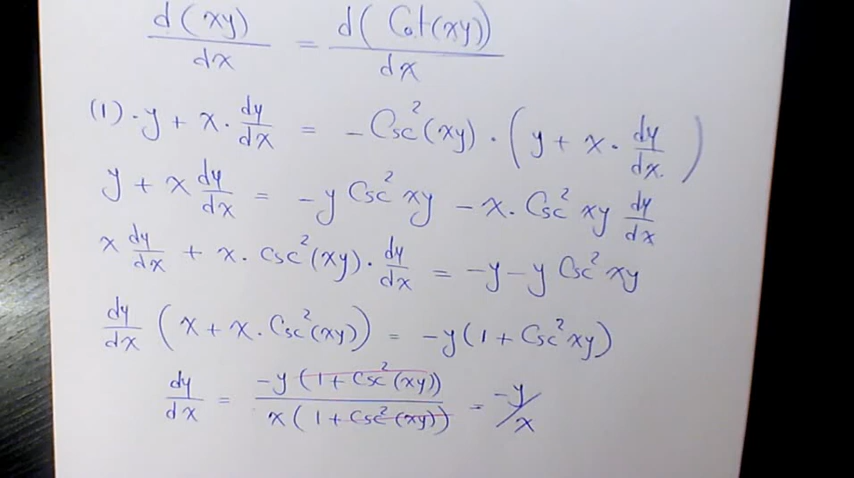 d(xy)/dx = d(Cot(xy))/dx
(1)·y + x·dy/dx = -Csc²(xy)·(y + x·dy/dx.)
y + x dy/dx = -y Csc² xy - x. Csc² xy dy/dx
x dy/dx + x. csc²(xy)·dy/dx = -y - y Csc² xy
dy/dx (x + x. Csc²(xy)) = -y(1 + Csc² xy)
dy/dx = -y(1 + Csc²(xy)) / x(1 + Csc²(xy)) = -y/x